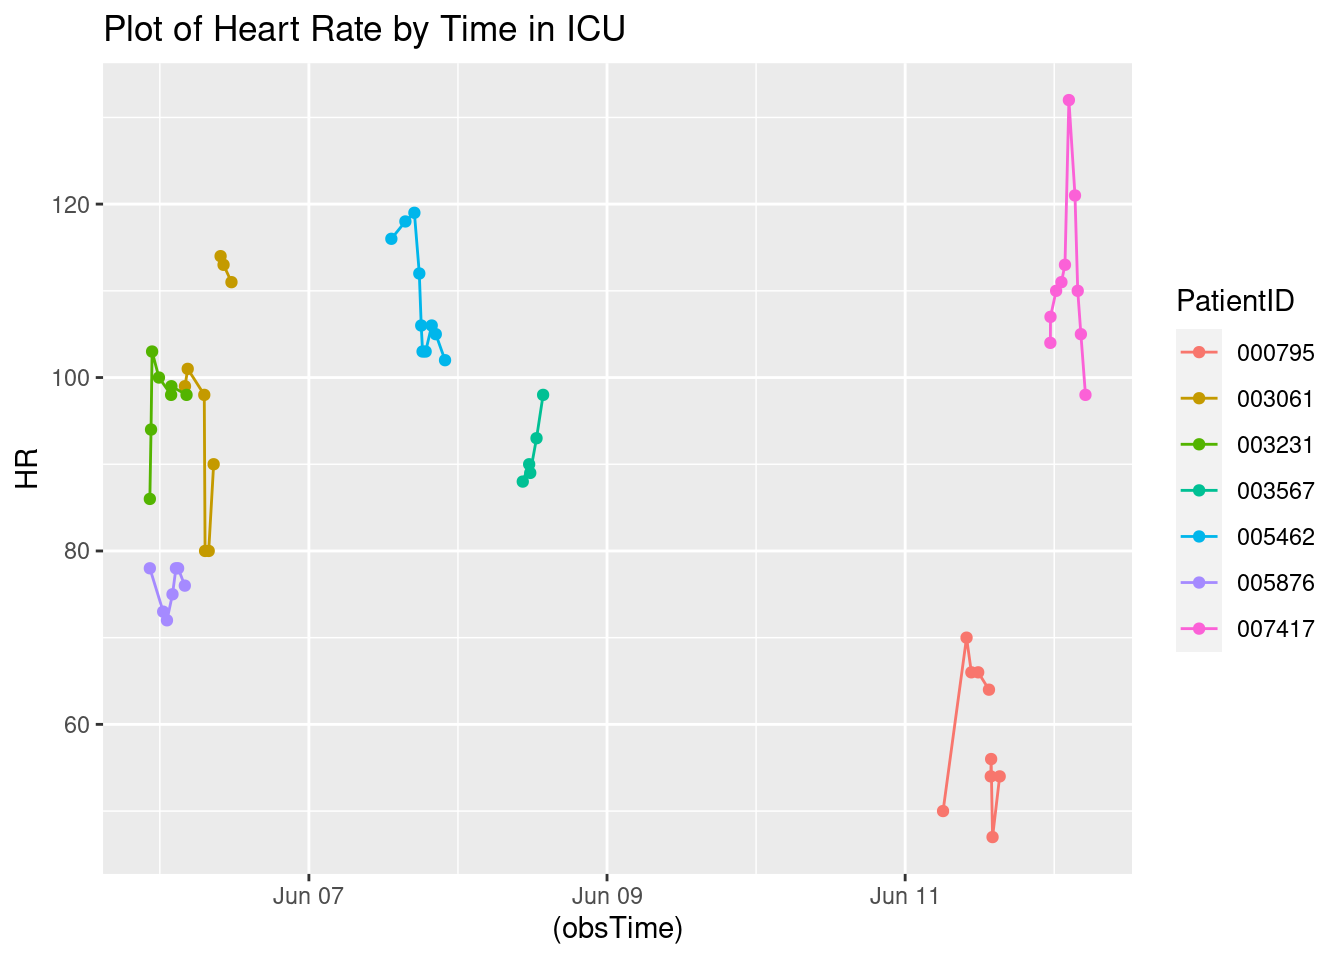 Plot of Heart Rate by Time in ICU
HR
120
100
80
60
Jun 07
Jun 09
Jun 11
(obsTime)
PatientID
000795
003061
003231
003567
005462
005876
007417